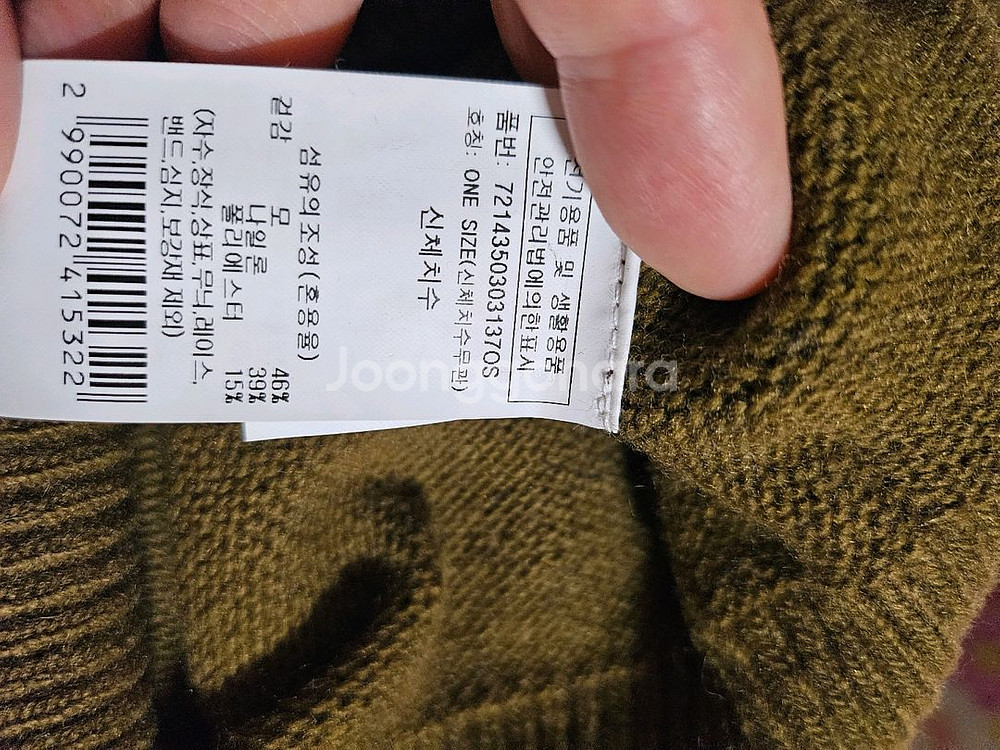 전기용품 및 생활용품
안전관리법에의한표시
품번: 7214350303137OS
호칭: ONE SIZE(신체치수무관)
신체치수
섬유의조성(혼용율)
겉감 모 46%
나일론 39%
폴리에스터 15%
(자수,장식,상표,무늬,레이스,
밴드,심지,보강재 제외)
2 990072 415322
Joonggonara